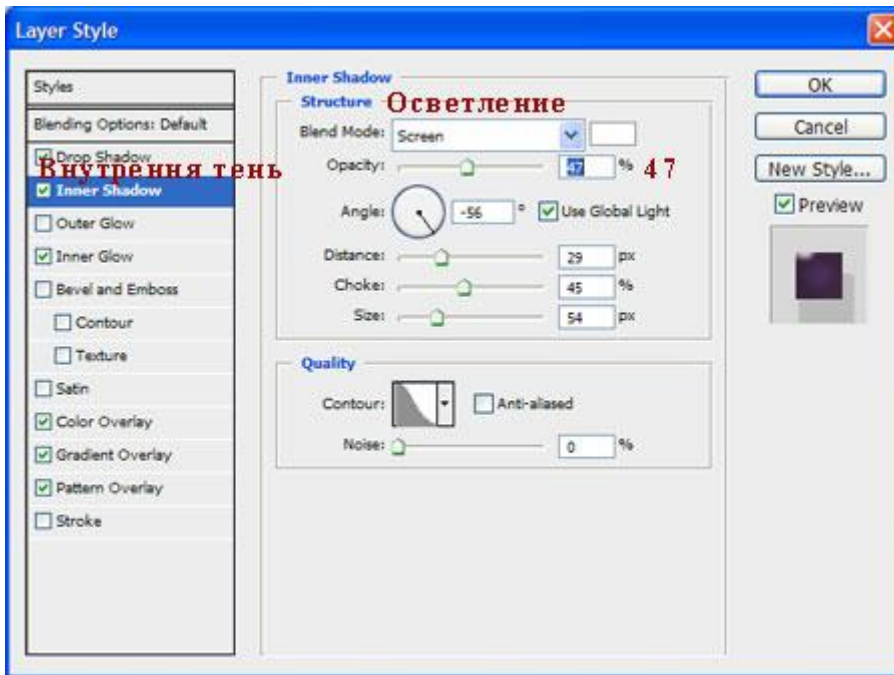 Layer Style
Styles
Blending Options: Default
Drop Shadow
Внутрення тень
Inner Shadow
Outer Glow
Inner Glow
Bevel and Emboss
Contour
Texture
Satin
Color Overlay
Gradient Overlay
Pattern Overlay
Stroke
Inner Shadow
Structure
Осветление
Blend Mode: Screen
Opacity: 47 % 47
Angle: -56 ° Use Global Light
Distance: 29 px
Choke: 45 %
Size: 54 px
Quality
Contour: Anti-aliased
Noise: 0 %
OK
Cancel
New Style...
Preview